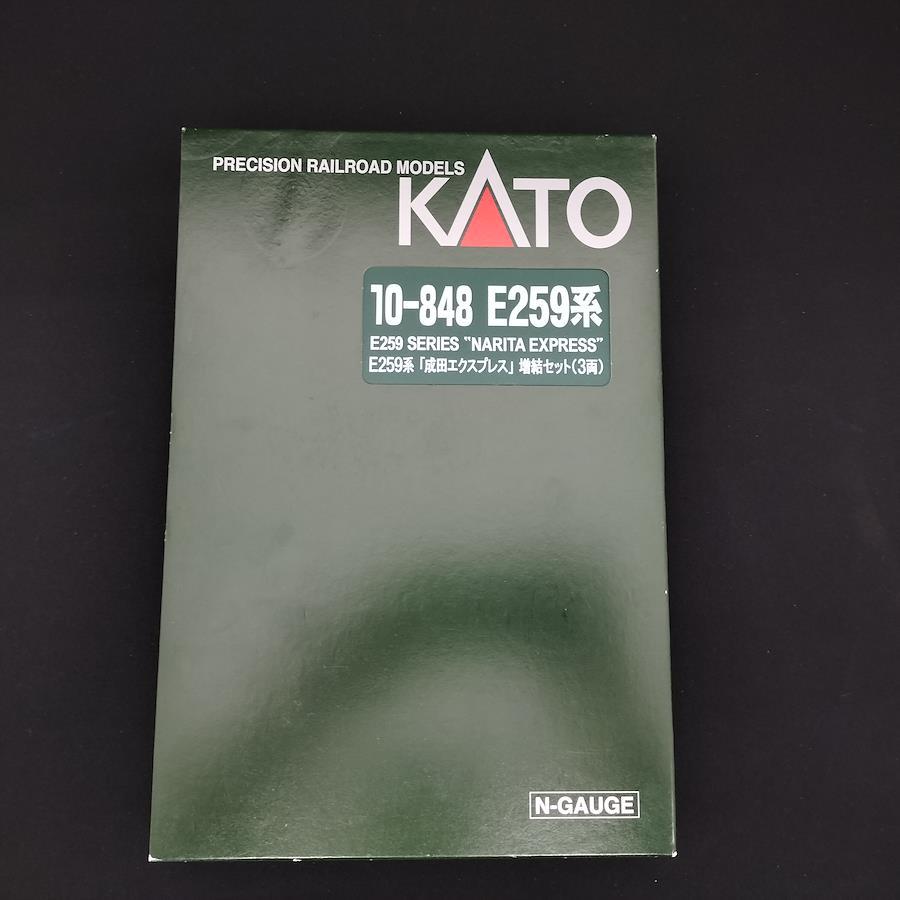 PRECISION RAILROAD MODELS
KATO
10-848 E259系
E259 SERIES "NARITA EXPRESS"
E259系「成田エクスプレス」増結セット(3両)
N-GAUGE